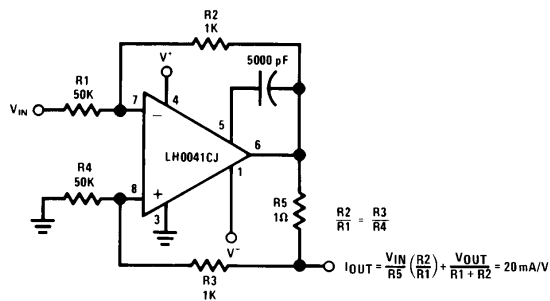 R2
1K
V+
5000 pF
R1
50K
VIN
7
4
−
5
6
LH0041CJ
1
R4
50K
8
+
3
R5
1Ω
R2/R1 = R3/R4
V−
R3
1K
IOUT = VIN/R5 (R2/R1) + VOUT/(R1 + R2) = 20 mA/V